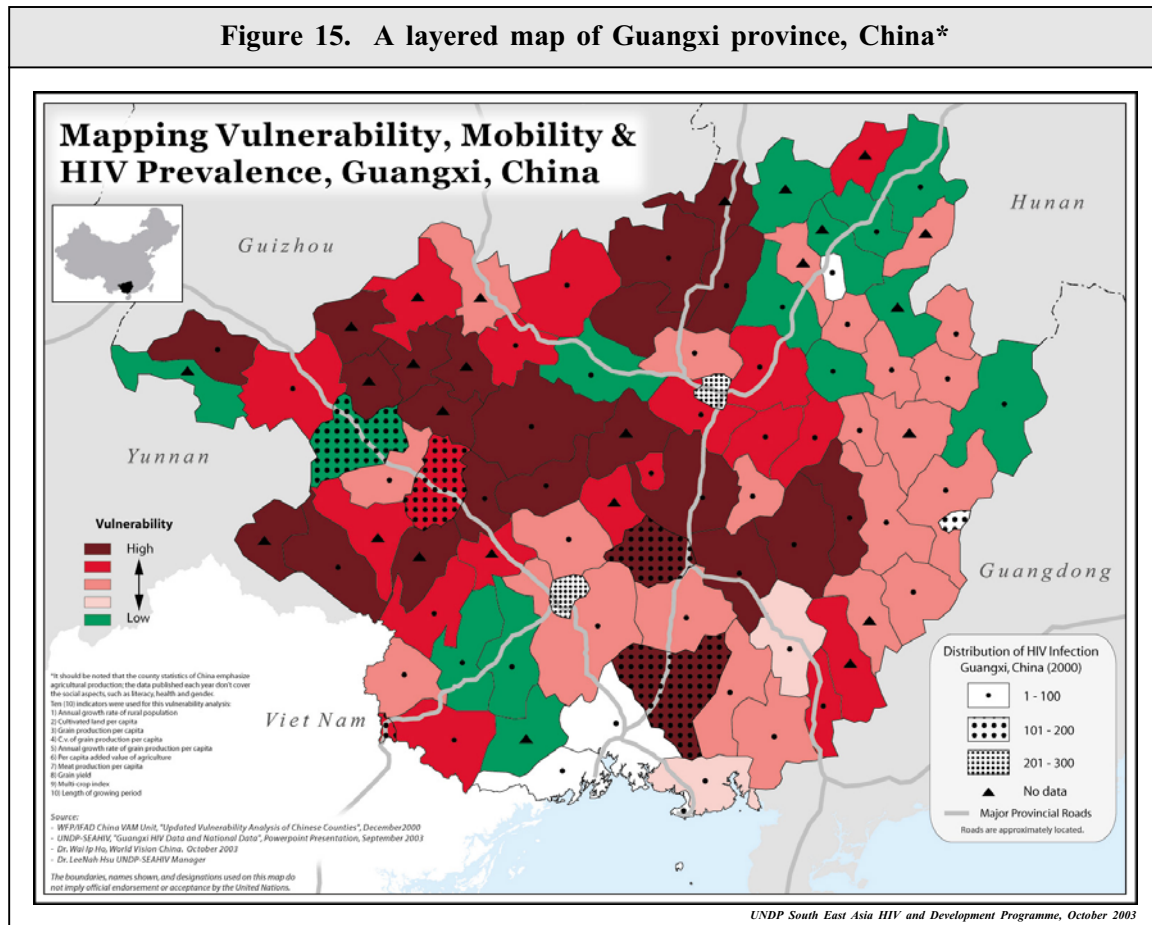 Figure 15. A layered map of Guangxi province, China*
Mapping Vulnerability, Mobility &
HIV Prevalence, Guangxi, China
Guizhou
Hunan
Yunnan
Vulnerability
High
Low
Guangdong
Viet Nam
*It should be noted that the county statistics of China emphasize
agricultural production; the data published each year don't cover
the social aspects, such as literacy, health and gender.
Ten (10) indicators were used for this vulnerability analysis:
1) Annual growth rate of rural population
2) Cultivated land per capita
3) Grain production per capita
4) C.v. of grain production per capita
5) Annual growth rate of grain production per capita
6) Per capita added value of agriculture
7) Meat production per capita
8) Grain yield
9) Multi-crop index
10) Length of growing period
Source:
- WFP/IFAD China VAM Unit, "Updated Vulnerability Analysis of Chinese Counties", December2000
- UNDP-SEAHIV, "Guangxi HIV Data and National Data", Powerpoint Presentation, September 2003
- Dr. Wai Ip Ho, World Vision China. October 2003
- Dr. LeeNah Hsu UNDP-SEAHIV Manager
The boundaries, names shown, and designations used on this map do
not imply official endorsement or acceptance by the United Nations.
Distribution of HIV Infection
Guangxi, China (2000)
1 - 100
101 - 200
201 - 300
No data
Major Provincial Roads
Roads are approximately located.
UNDP South East Asia HIV and Development Programme, October 2003